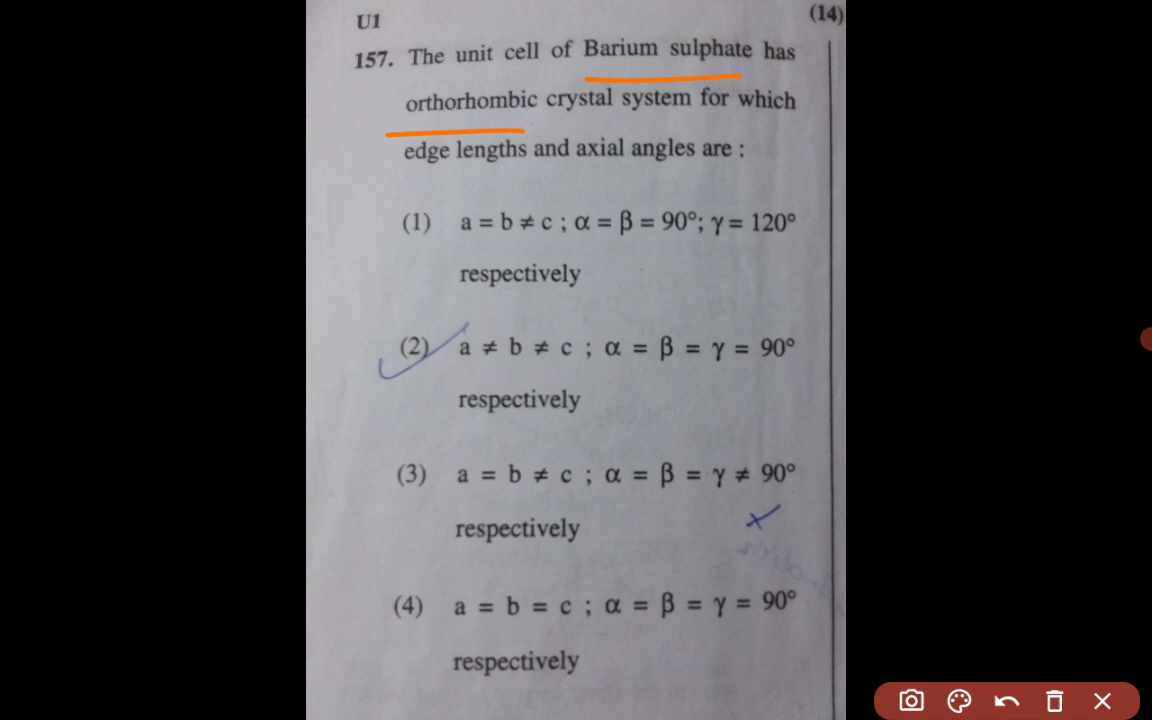 U1
(14)
157. The unit cell of Barium sulphate has
orthorhombic crystal system for which
edge lengths and axial angles are :
(1) a = b ≠ c ; α = β = 90°; γ = 120°
respectively
(2) a ≠ b ≠ c ; α = β = γ = 90°
respectively
(3) a = b ≠ c ; α = β = γ ≠ 90°
respectively
(4) a = b = c ; α = β = γ = 90°
respectively